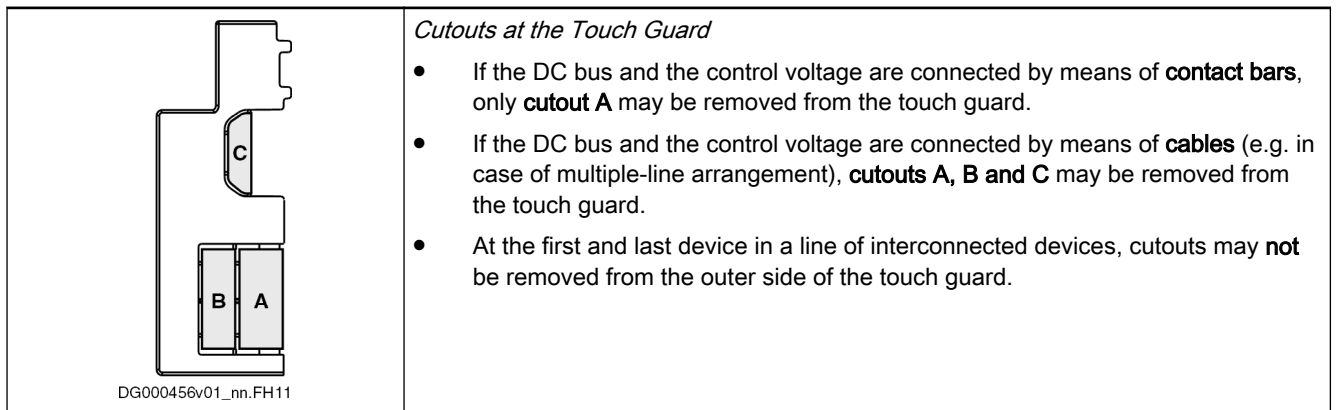 C
B A
DG000456v01_nn.FH11
Cutouts at the Touch Guard
● If the DC bus and the control voltage are connected by means of contact bars,
only cutout A may be removed from the touch guard.
● If the DC bus and the control voltage are connected by means of cables (e.g. in
case of multiple-line arrangement), cutouts A, B and C may be removed from
the touch guard.
● At the first and last device in a line of interconnected devices, cutouts may not
be removed from the outer side of the touch guard.